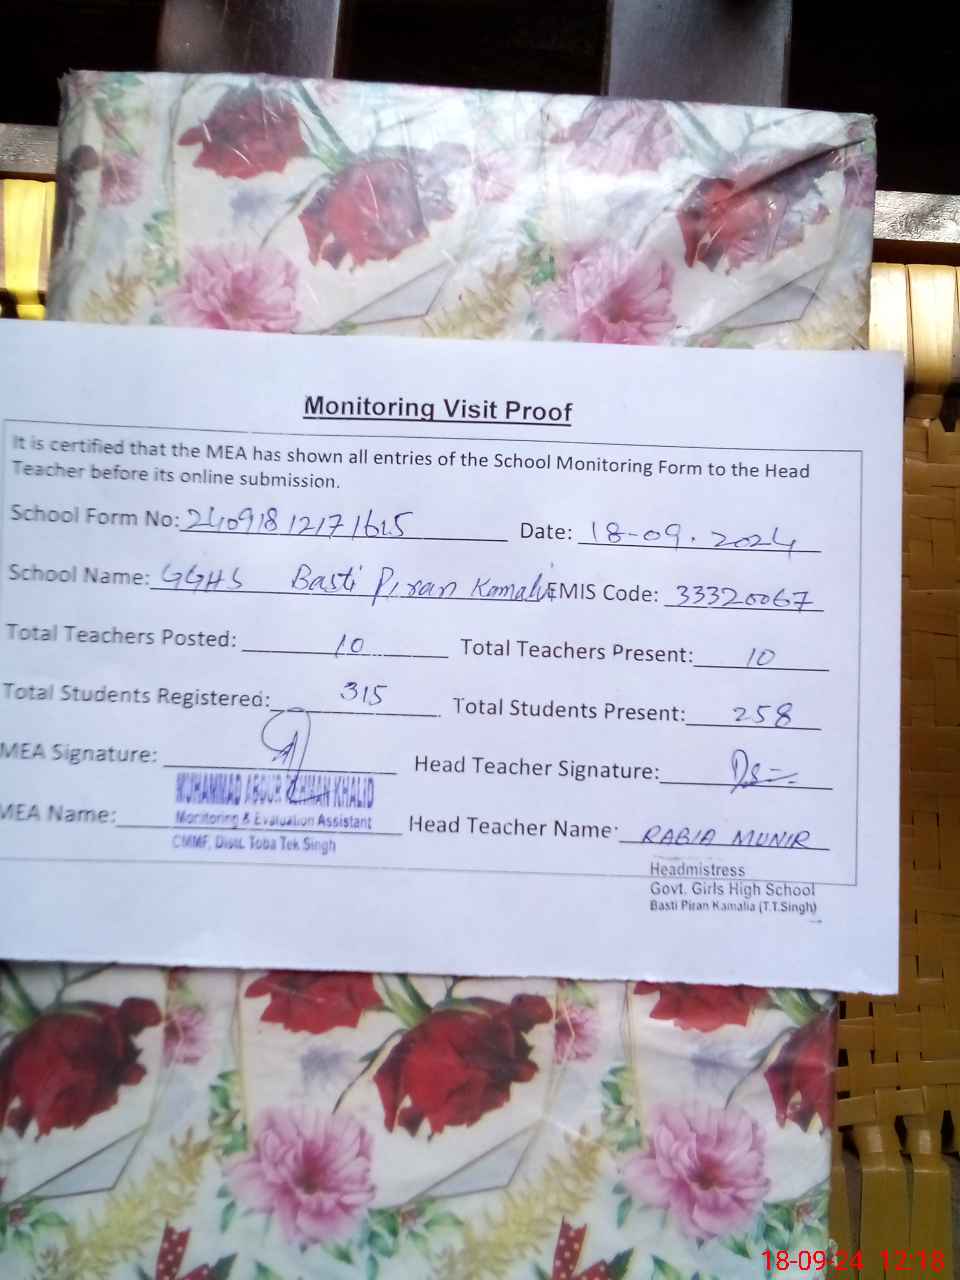 Monitoring Visit Proof
It is certified that the MEA has shown all entries of the School Monitoring Form to the Head
Teacher before its online submission.
School Form No: 24091812171615 Date: 18-09.2024
School Name: GGHS Basti Piran Kamalia EMIS Code: 33320067
Total Teachers Posted: 10 Total Teachers Present: 10
Total Students Registered: 315 Total Students Present: 258
MEA Signature: Head Teacher Signature:
MUHAMMAD ABDUR REHMAN KHALID
MEA Name: Monitoring & Evaluation Assistant Head Teacher Name: RABIA MUNIR
CMMF, Distt. Toba Tek Singh
Headmistress
Govt. Girls High School
Basti Piran Kamalia (T.T.Singh)
18-09-24 12:18